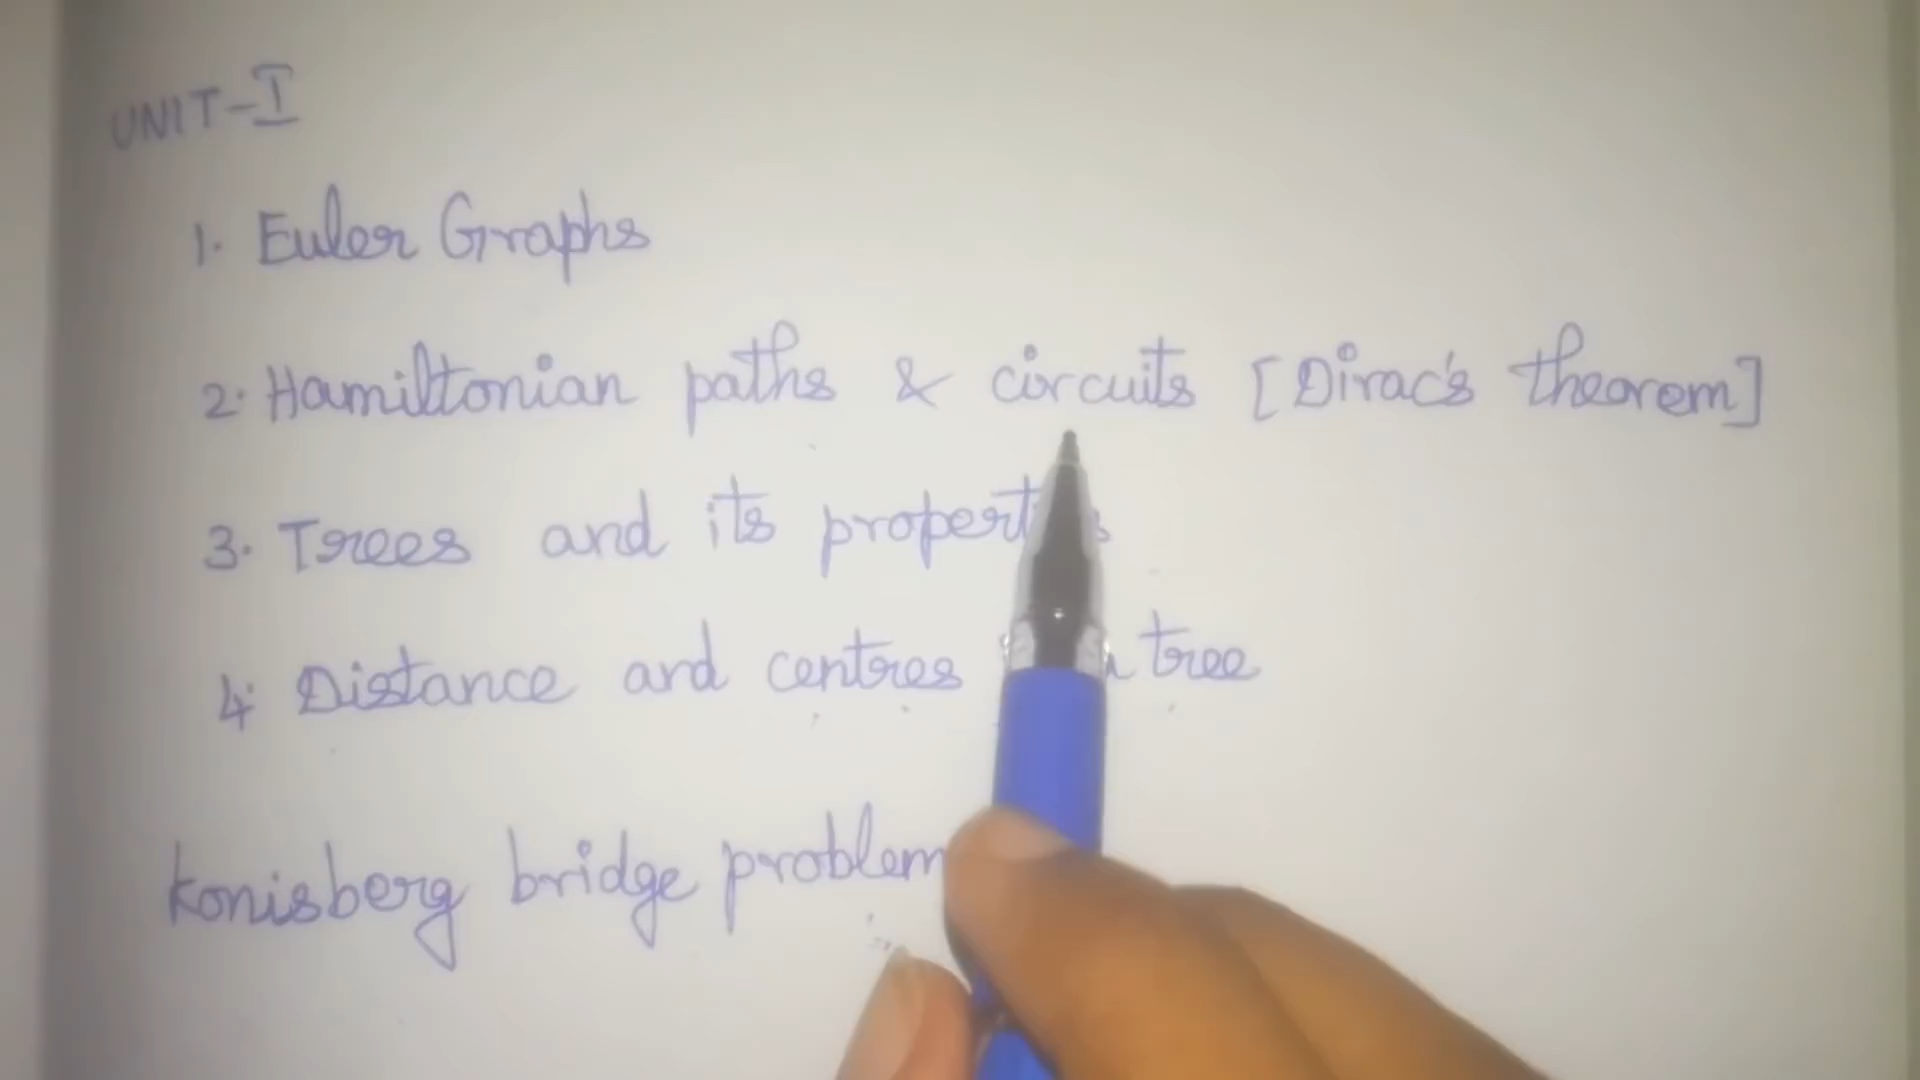 UNIT-I
1. Euler Graphs
2. Hamiltonian paths & circuits [Dirac's theorem]
3. Trees and its properties
4. Distance and centres tree
Konisberg bridge problem